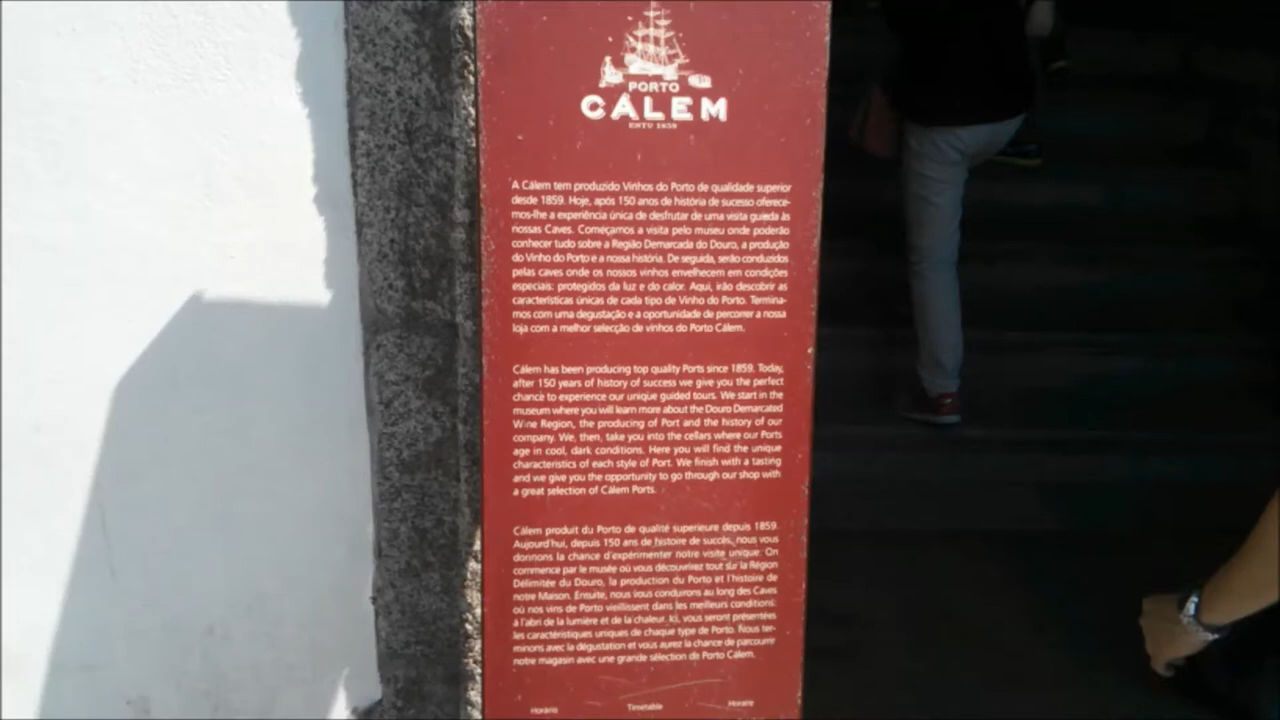 PORTO
CÁLEM
ESTV 1859
A Cálem tem produzido Vinhos do Porto de qualidade superior
desde 1859. Hoje, após 150 anos de história de sucesso oferece-
mos-lhe a experiência única de desfrutar de uma visita guiada às
nossas Caves. Começamos a visita pelo museu onde poderão
conhecer tudo sobre a Região Demarcada do Douro, a produção
do Vinho do Porto e a nossa história. De seguida, serão conduzidos
pelas caves onde os nossos vinhos envelhecem em condições
especiais: protegidos da luz e do calor. Aqui, irão descobrir as
características únicas de cada tipo de Vinho do Porto. Termina-
mos com uma degustação e a oportunidade de percorrer a nossa
loja com a melhor selecção de vinhos do Porto Cálem.
Cálem has been producing top quality Ports since 1859. Today,
after 150 years of history of success we give you the perfect
chance to experience our unique guided tours. We start in the
museum where you will learn more about the Douro Demarcated
Wine Region, the producing of Port and the history of our
company. We, then, take you into the cellars where our Ports
age in cool, dark conditions. Here you will find the unique
characteristics of each style of Port. We finish with a tasting
and we give you the opportunity to go through our shop with
a great selection of Cálem Ports.
Cálem produit du Porto de qualité superieure depuis 1859.
Aujourd'hui, depuis 150 ans de histoire de succès, nous vous
donnons la chance d'expérimenter notre visite unique. On
commence par le musée où vous découvrirez tout sur la Région
Délimitée du Douro, la production du Porto et l'histoire de
notre Maison. Ensuite, nous vous conduirons au long des Caves
où nos vins de Porto vieillissent dans les meilleurs conditions:
à l'abri de la lumière et de la chaleur. Ici, vous seront présentées
les caractéristiques uniques de chaque type de Porto. Nous ter-
minons avec la dégustation et vous aurez la chance de parcourir
notre magasin avec une grande sélection de Porto Cálem.
Horário Timetable Horaire